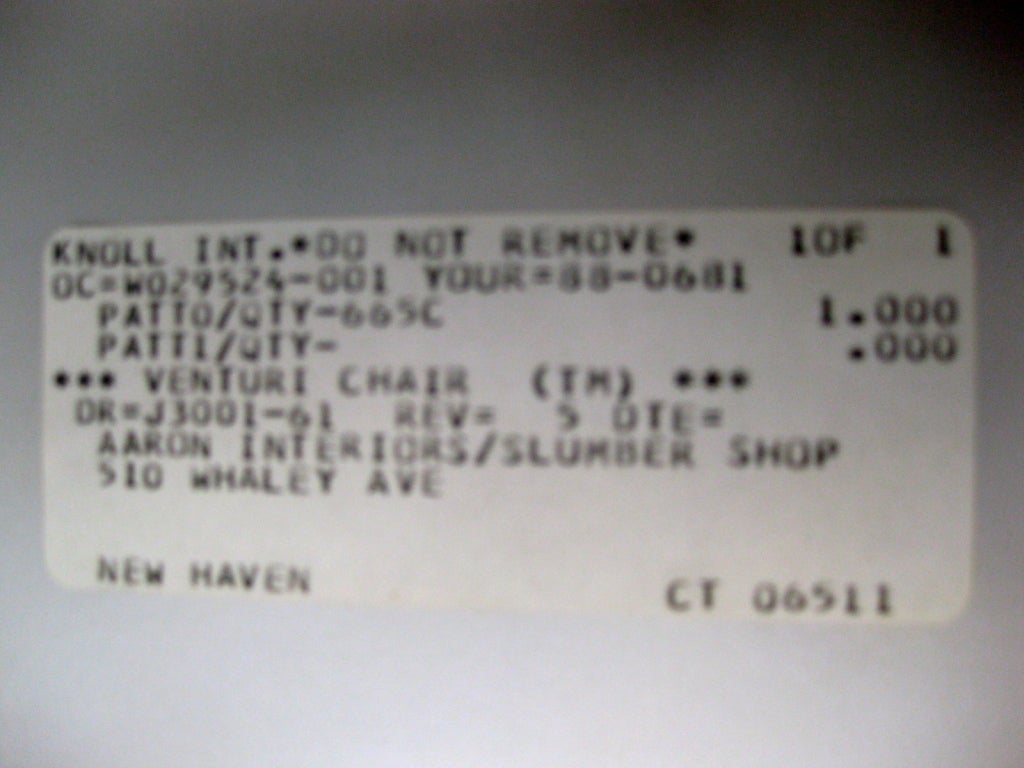 KNOLL INT.*DO NOT REMOVE* 1OF 1
OC=W029524-001 YOUR=88-0681
PATTO/QTY-665C 1.000
PATT1/QTY- .000
*** VENTURI CHAIR (TM) ***
OR=J3001-61 REV= 5 DTE=
AARON INTERIORS/SLUMBER SHOP
510 WHALEY AVE
NEW HAVEN CT 06511